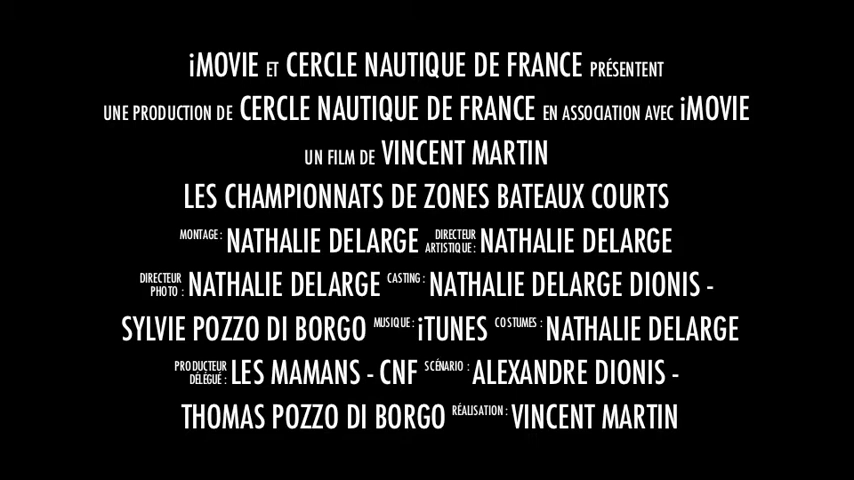 iMOVIE ET CERCLE NAUTIQUE DE FRANCE PRÉSENTENT
UNE PRODUCTION DE CERCLE NAUTIQUE DE FRANCE EN ASSOCIATION AVEC iMOVIE
UN FILM DE VINCENT MARTIN
LES CHAMPIONNATS DE ZONES BATEAUX COURTS
MONTAGE : NATHALIE DELARGE DIRECTEUR ARTISTIQUE : NATHALIE DELARGE
DIRECTEUR PHOTO : NATHALIE DELARGE CASTING : NATHALIE DELARGE DIONIS -
SYLVIE POZZO DI BORGO MUSIQUE : iTUNES COSTUMES : NATHALIE DELARGE
PRODUCTEUR DÉLÉGUÉ : LES MAMANS - CNF SCÉNARIO : ALEXANDRE DIONIS -
THOMAS POZZO DI BORGO RÉALISATION : VINCENT MARTIN